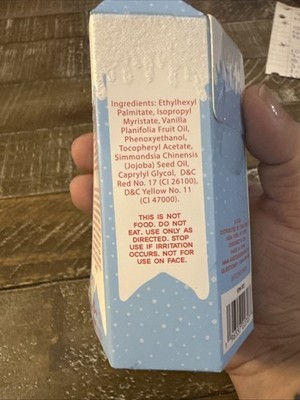 Ingredients: Ethylhexyl
Palmitate, Isopropyl
Myristate, Vanilla
Planifolia Fruit Oil,
Phenoxyethanol,
Tocopheryl Acetate,
Simmondsia Chinensis
(Jojoba) Seed Oil,
Caprylyl Glycol, D&C
Red No. 17 (CI 26100),
D&C Yellow No. 11
(CI 47000).
THIS IS NOT
FOOD. DO NOT
EAT. USE ONLY AS
DIRECTED. STOP
USE IF IRRITATION
OCCURS. NOT FOR
USE ON FACE.